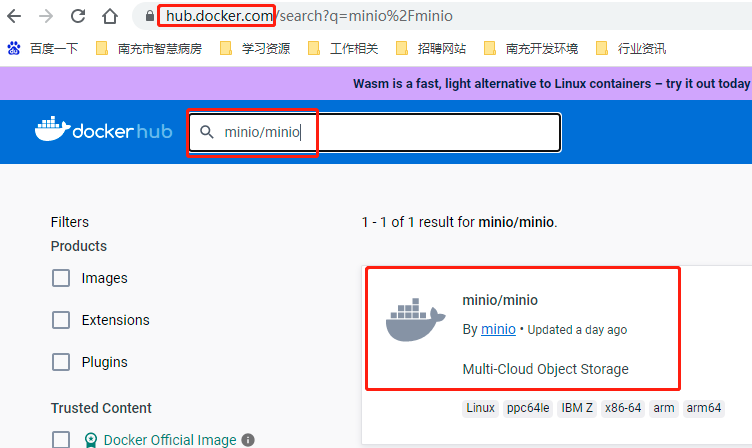 hub.docker.com/search?q=minio%2Fminio
百度一下 南充市智慧病房 学习资源 工作相关 招聘网站 南充开发环境 行业资讯
Wasm is a fast, light alternative to Linux containers – try it out today
dockerhub
minio/minio
Filters
1 - 1 of 1 result for minio/minio.
Products
Images
Extensions
Plugins
minio/minio
By minio • Updated a day ago
Multi-Cloud Object Storage
Linux ppc64le IBM Z x86-64 arm arm64
Trusted Content
Docker Official Image